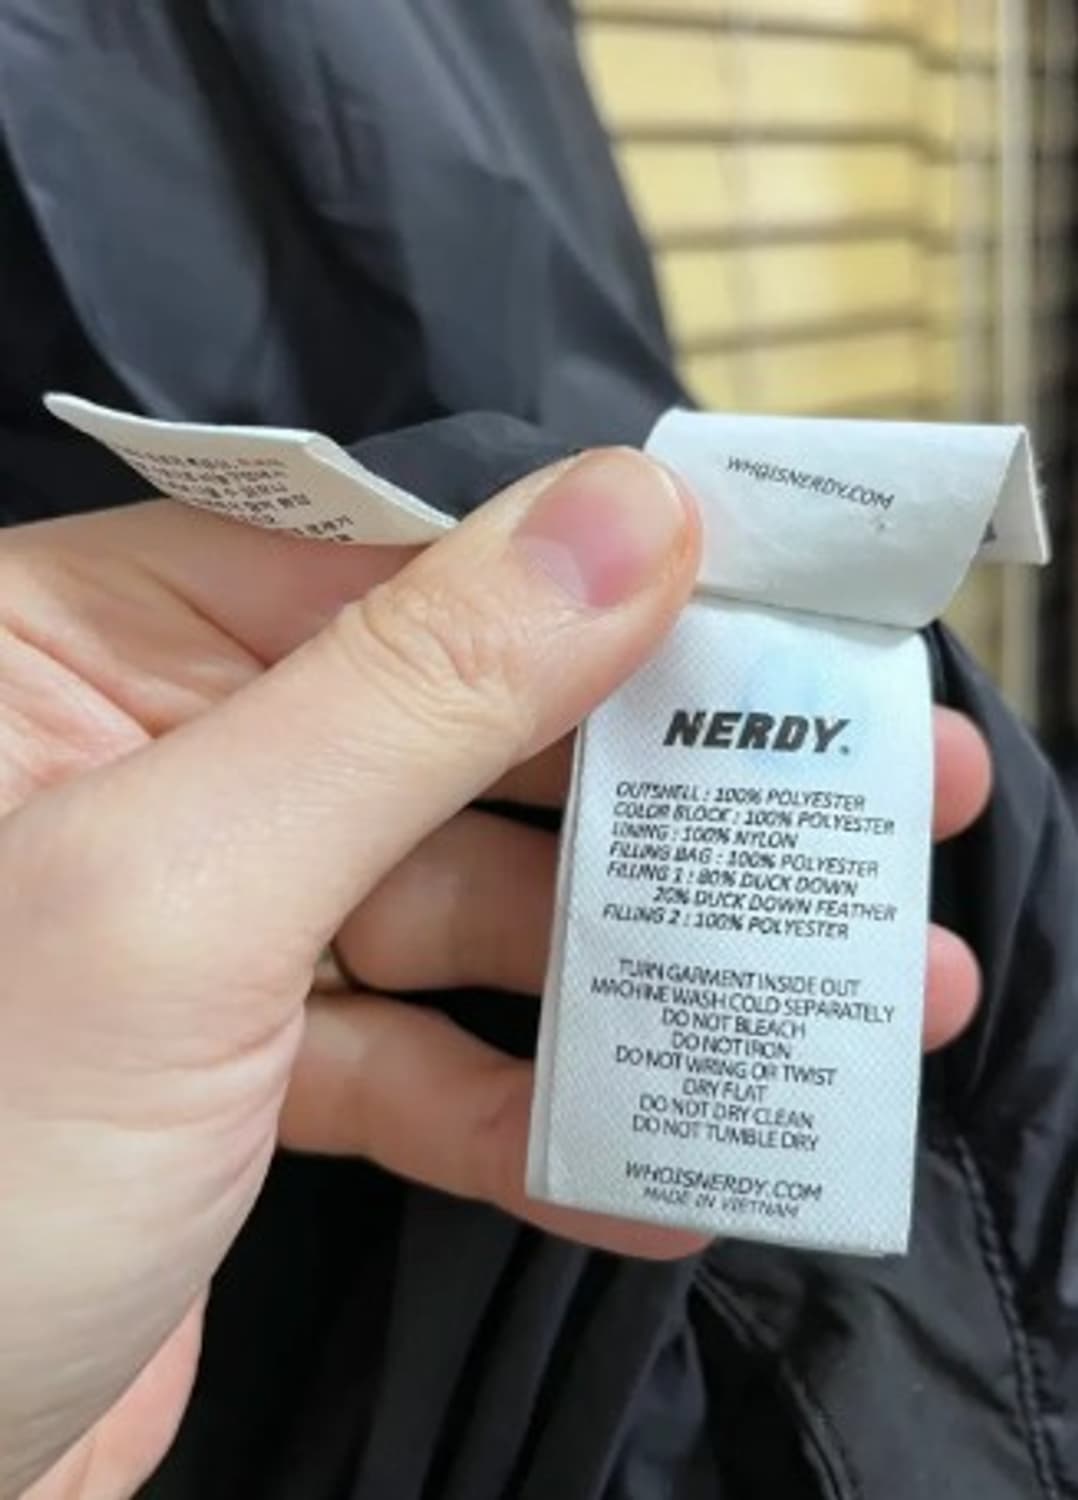 WHOISNERDY.COM
NERDY.
OUTSHELL : 100% POLYESTER
COLOR BLOCK : 100% POLYESTER
LINING : 100% NYLON
FILLING BAG : 100% POLYESTER
FILLING 1 : 80% DUCK DOWN
20% DUCK DOWN FEATHER
FILLING 2 : 100% POLYESTER
TURN GARMENT INSIDE OUT
MACHINE WASH COLD SEPARATELY
DO NOT BLEACH
DO NOT IRON
DO NOT WRING OR TWIST
DRY FLAT
DO NOT DRY CLEAN
DO NOT TUMBLE DRY
WHOISNERDY.COM
MADE IN VIETNAM